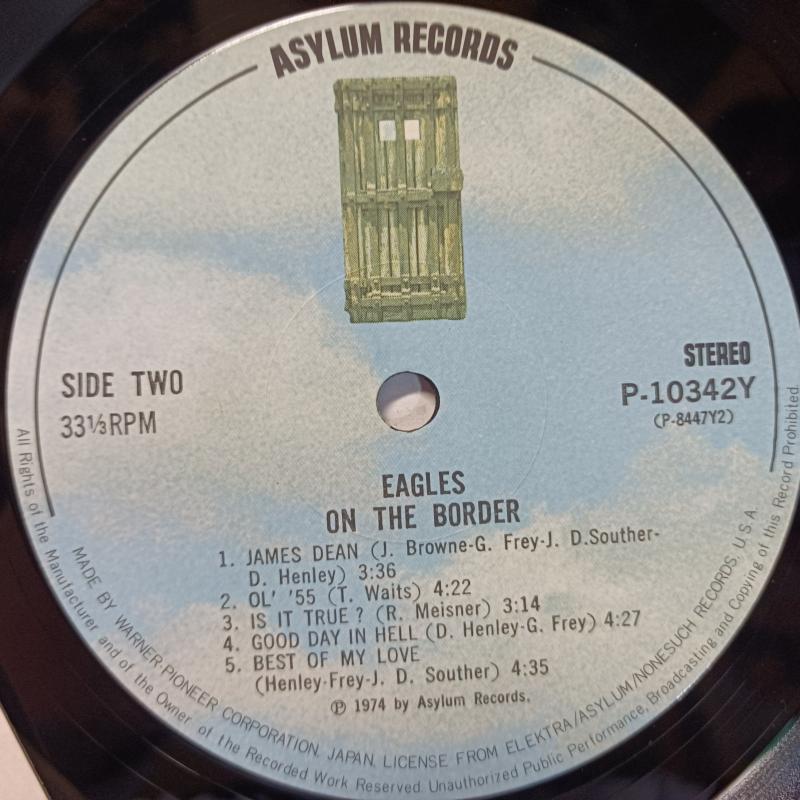 ASYLUM RECORDS
SIDE TWO
33⅓RPM
STEREO
P-10342Y
(P-8447Y2)
EAGLES
ON THE BORDER
1. JAMES DEAN (J. Browne-G. Frey-J. D.Souther-
D. Henley) 3:36
2. OL' '55 (T. Waits) 4:22
3. IS IT TRUE? (R. Meisner) 3:14
4. GOOD DAY IN HELL (D. Henley-G. Frey) 4:27
5. BEST OF MY LOVE
(Henley-Frey-J. D. Souther) 4:35
Ⓟ 1974 by Asylum Records.
MADE BY WARNER-PIONEER CORPORATION, JAPAN, LICENSE FROM ELEKTRA/ASYLUM/NONESUCH RECORDS, U.S.A.
All Rights of the Manufacturer and of the Owner of the Recorded Work Reserved. Unauthorized Public Performance, Broadcasting and Copying of this Record Prohibited.